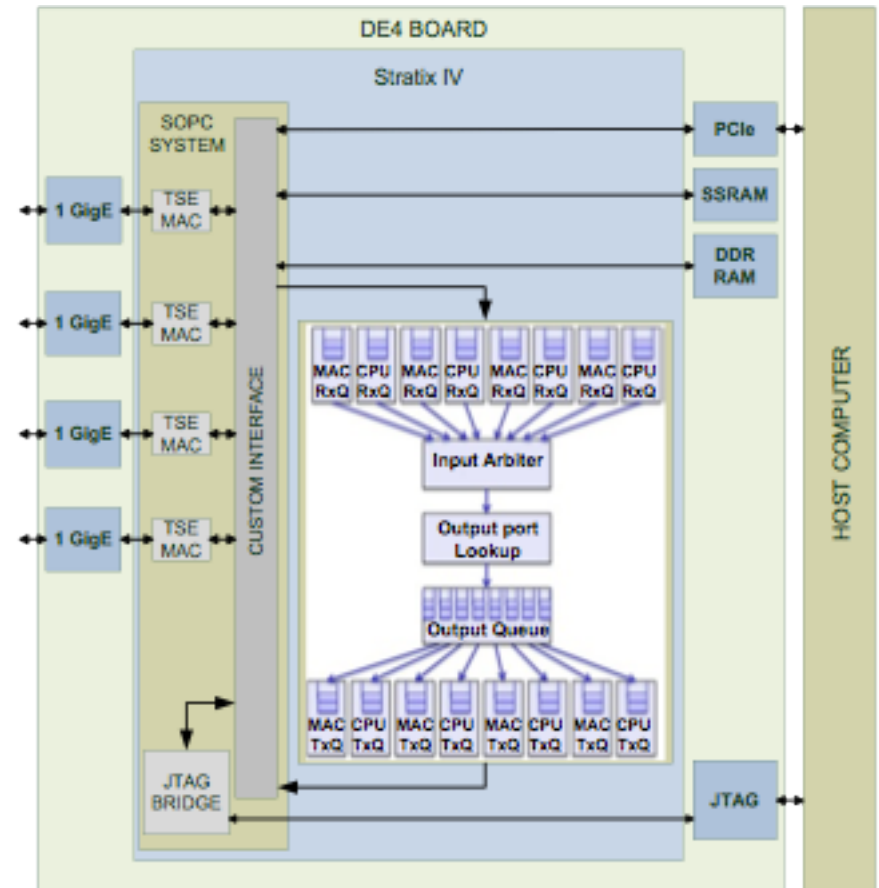 DE4 BOARD
Stratix IV
SOPC
SYSTEM
PCIe
SSRAM
DDR
RAM
1 GigE
TSE
MAC
1 GigE
TSE
MAC
1 GigE
TSE
MAC
1 GigE
TSE
MAC
CUSTOM INTERFACE
MAC CPU MAC CPU MAC CPU MAC CPU
RxQ RxQ RxQ RxQ RxQ RxQ RxQ RxQ
Input Arbiter
Output port
Lookup
Output Queue
MAC CPU MAC CPU MAC CPU MAC CPU
TxQ TxQ TxQ TxQ TxQ TxQ TxQ TxQ
JTAG
BRIDGE
JTAG
HOST COMPUTER